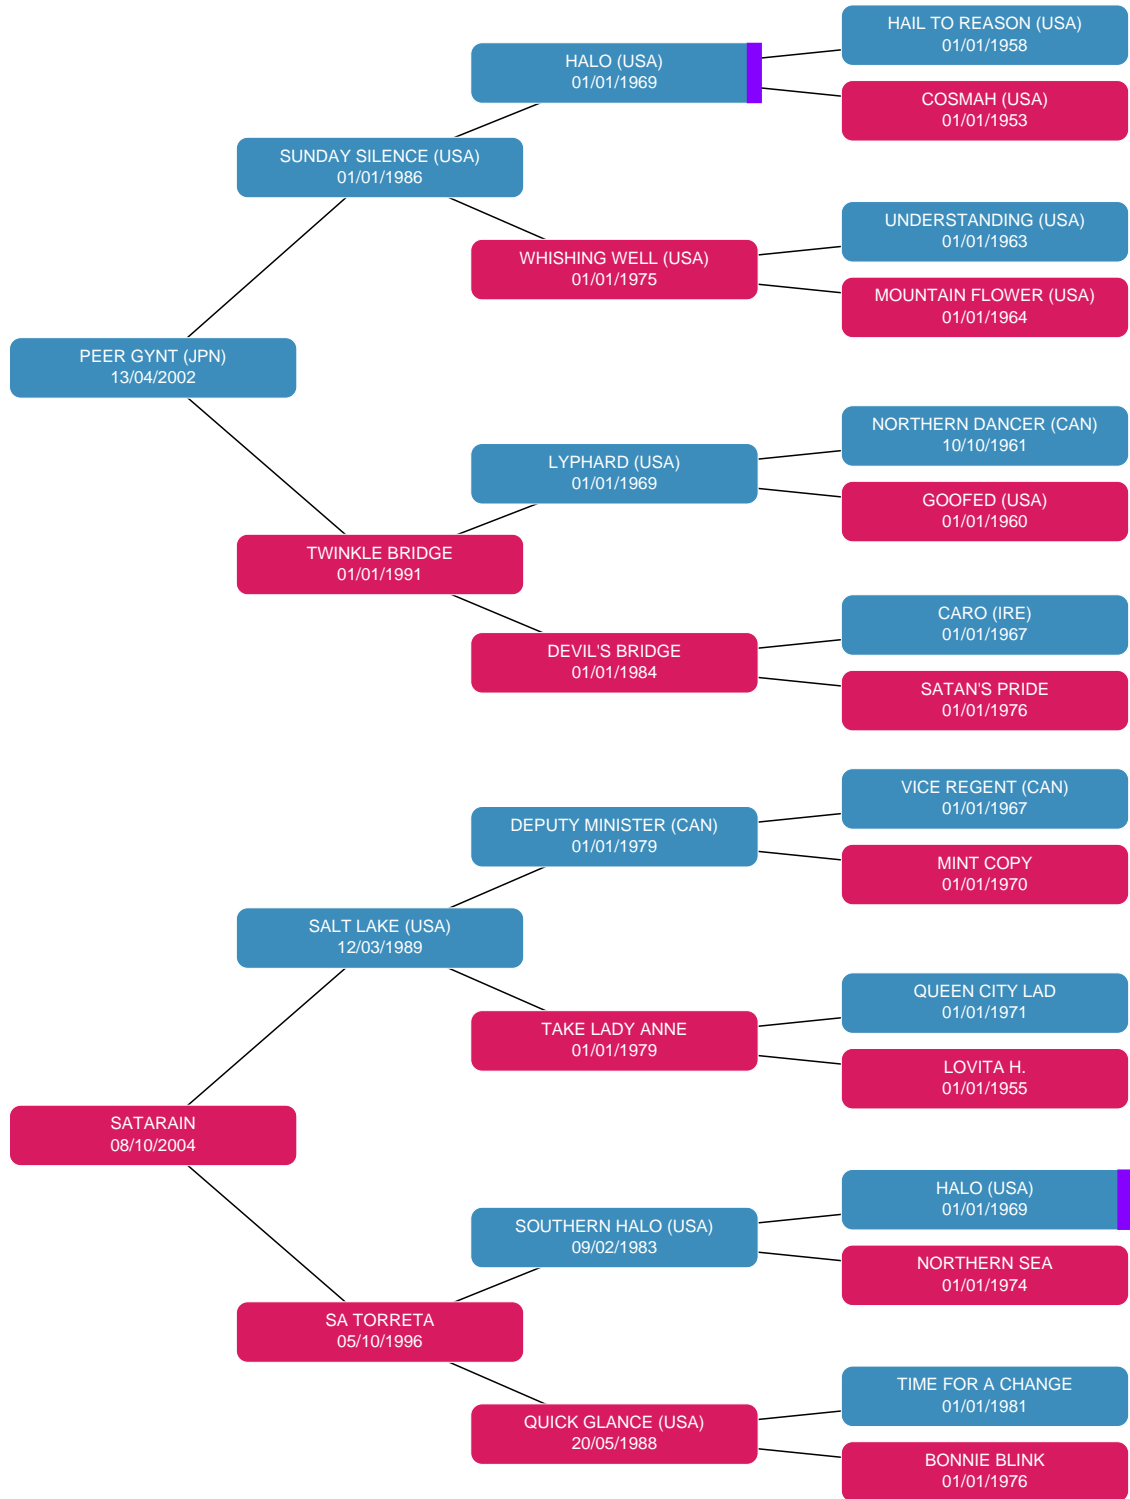 HAIL TO REASON (USA)
01/01/1958
HALO (USA)
01/01/1969
COSMAH (USA)
01/01/1953
SUNDAY SILENCE (USA)
01/01/1986
UNDERSTANDING (USA)
01/01/1963
WHISHING WELL (USA)
01/01/1975
MOUNTAIN FLOWER (USA)
01/01/1964
PEER GYNT (JPN)
13/04/2002
NORTHERN DANCER (CAN)
10/10/1961
LYPHARD (USA)
01/01/1969
GOOFED (USA)
01/01/1960
TWINKLE BRIDGE
01/01/1991
CARO (IRE)
01/01/1967
DEVIL'S BRIDGE
01/01/1984
SATAN'S PRIDE
01/01/1976
VICE REGENT (CAN)
01/01/1967
DEPUTY MINISTER (CAN)
01/01/1979
MINT COPY
01/01/1970
SALT LAKE (USA)
12/03/1989
QUEEN CITY LAD
01/01/1971
TAKE LADY ANNE
01/01/1979
LOVITA H.
01/01/1955
SATARAIN
08/10/2004
HALO (USA)
01/01/1969
SOUTHERN HALO (USA)
09/02/1983
NORTHERN SEA
01/01/1974
SA TORRETA
05/10/1996
TIME FOR A CHANGE
01/01/1981
QUICK GLANCE (USA)
20/05/1988
BONNIE BLINK
01/01/1976